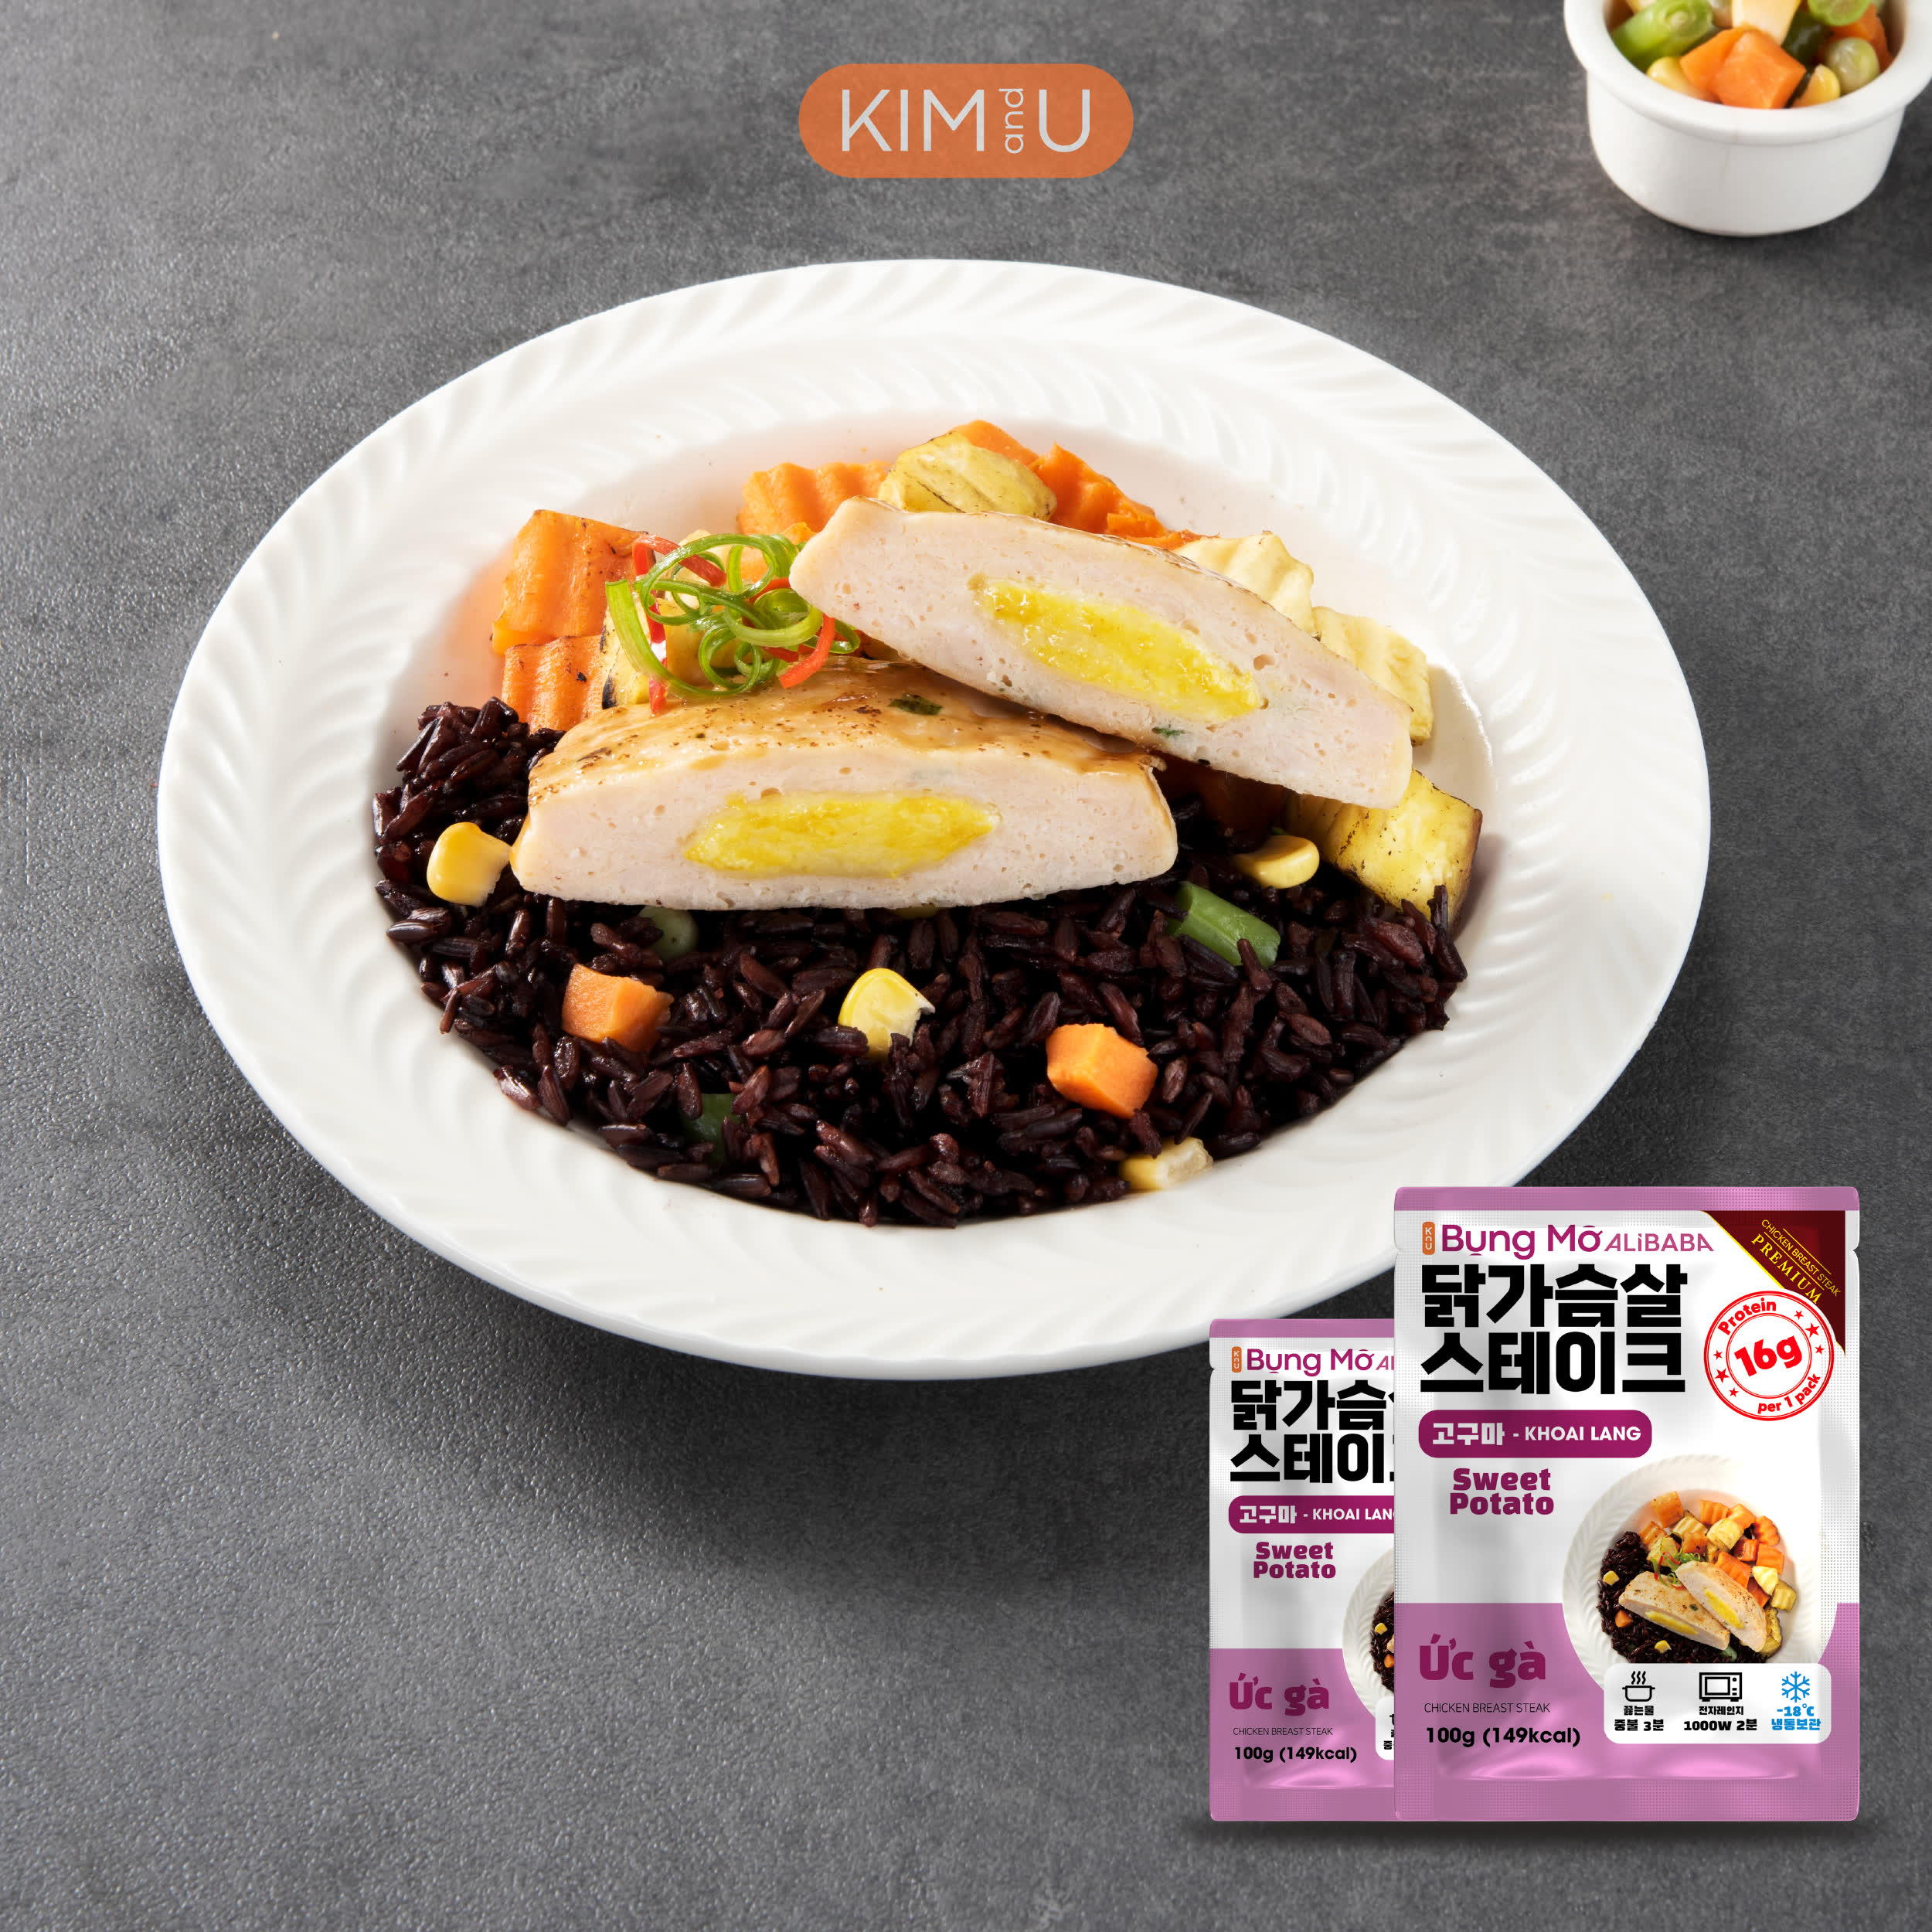 KIM and U
KnU Bụng Mỡ ALiBABA
닭가슴살
스테이크
CHICKEN BREAST STEAK
PREMIUM
Protein
16g
per 1 pack
고구마 - KHOAI LANG
Sweet
Potato
Ức gà
CHICKEN BREAST STEAK
100g (149kcal)
끓는물
중불 3분
전자레인지
1000W 2분
-18℃
냉동보관
KnU Bụng Mỡ
닭가슴
스테이
고구마 - KHOAI LAN
Sweet
Potato
Ức gà
CHICKEN BREAST STEAK
100g (149kcal)